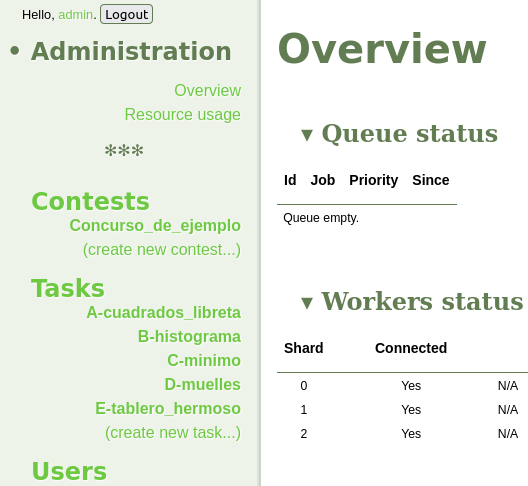 Hello, admin. Logout
• Administration
Overview
Resource usage
***
Contests
Concurso_de_ejemplo
(create new contest...)
Tasks
A-cuadrados_libreta
B-histograma
C-minimo
D-muelles
E-tablero_hermoso
(create new task...)
Users
Overview
▾ Queue status
Id Job Priority Since
Queue empty.
▾ Workers status
Shard Connected
0 Yes N/A
1 Yes N/A
2 Yes N/A